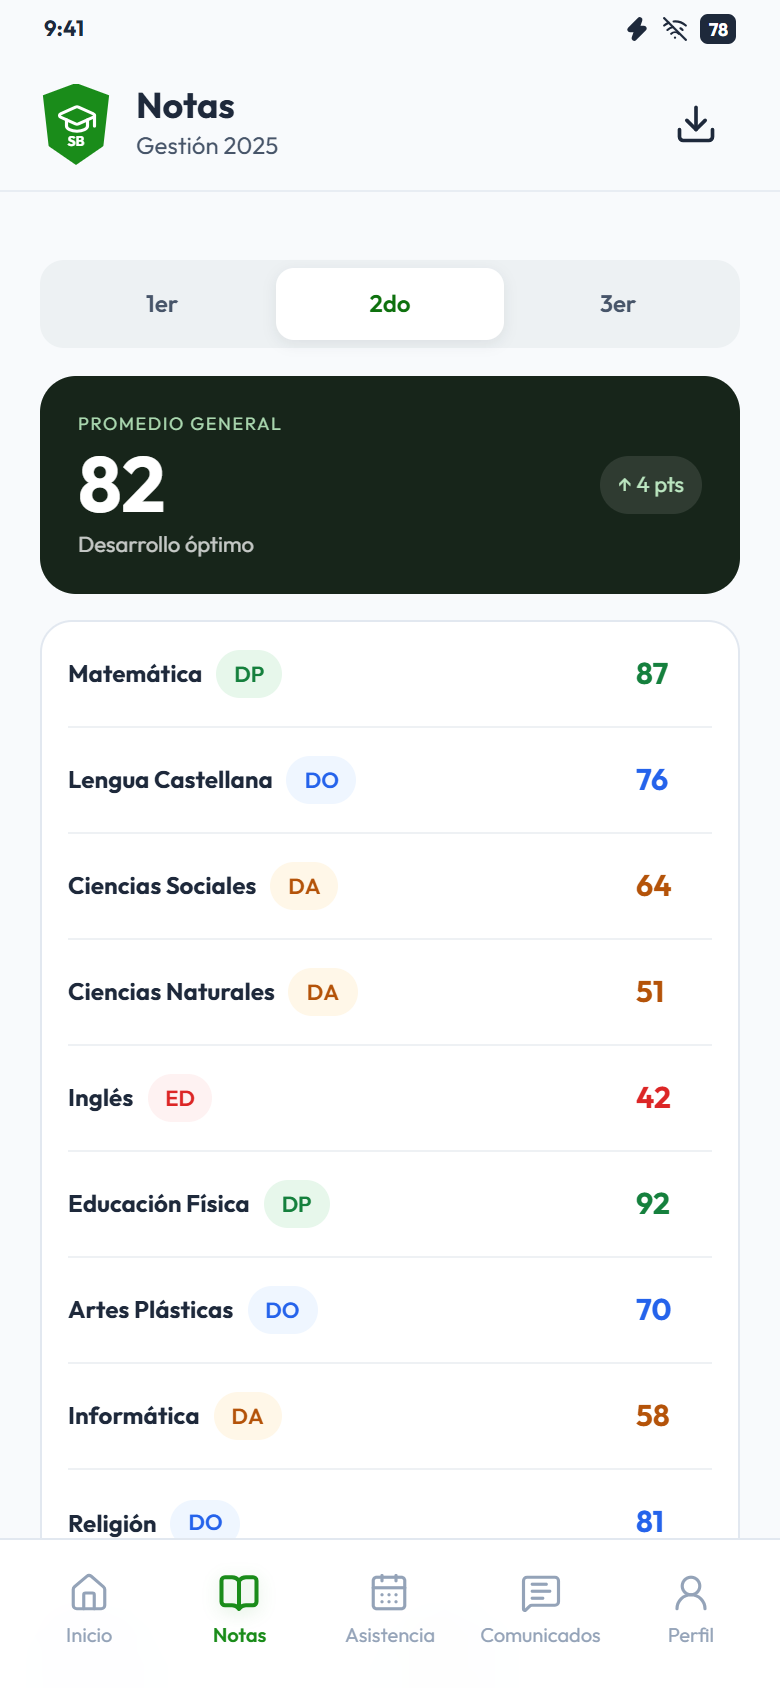 9:41
78
SB
Notas
Gestión 2025
1er
2do
3er
PROMEDIO GENERAL
82
↑ 4 pts
Desarrollo óptimo
Matemática DP 87
Lengua Castellana DO 76
Ciencias Sociales DA 64
Ciencias Naturales DA 51
Inglés ED 42
Educación Física DP 92
Artes Plásticas DO 70
Informática DA 58
Religión DO 81
Inicio
Notas
Asistencia
Comunicados
Perfil